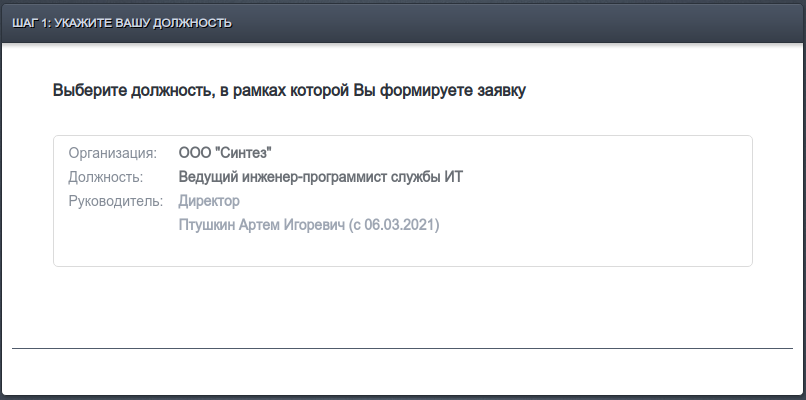 ШАГ 1: УКАЖИТЕ ВАШУ ДОЛЖНОСТЬ
Выберите должность, в рамках которой Вы формируете заявку
Организация: ООО "Синтез"
Должность: Ведущий инженер-программист службы ИТ
Руководитель: Директор
Птушкин Артем Игоревич (с 06.03.2021)